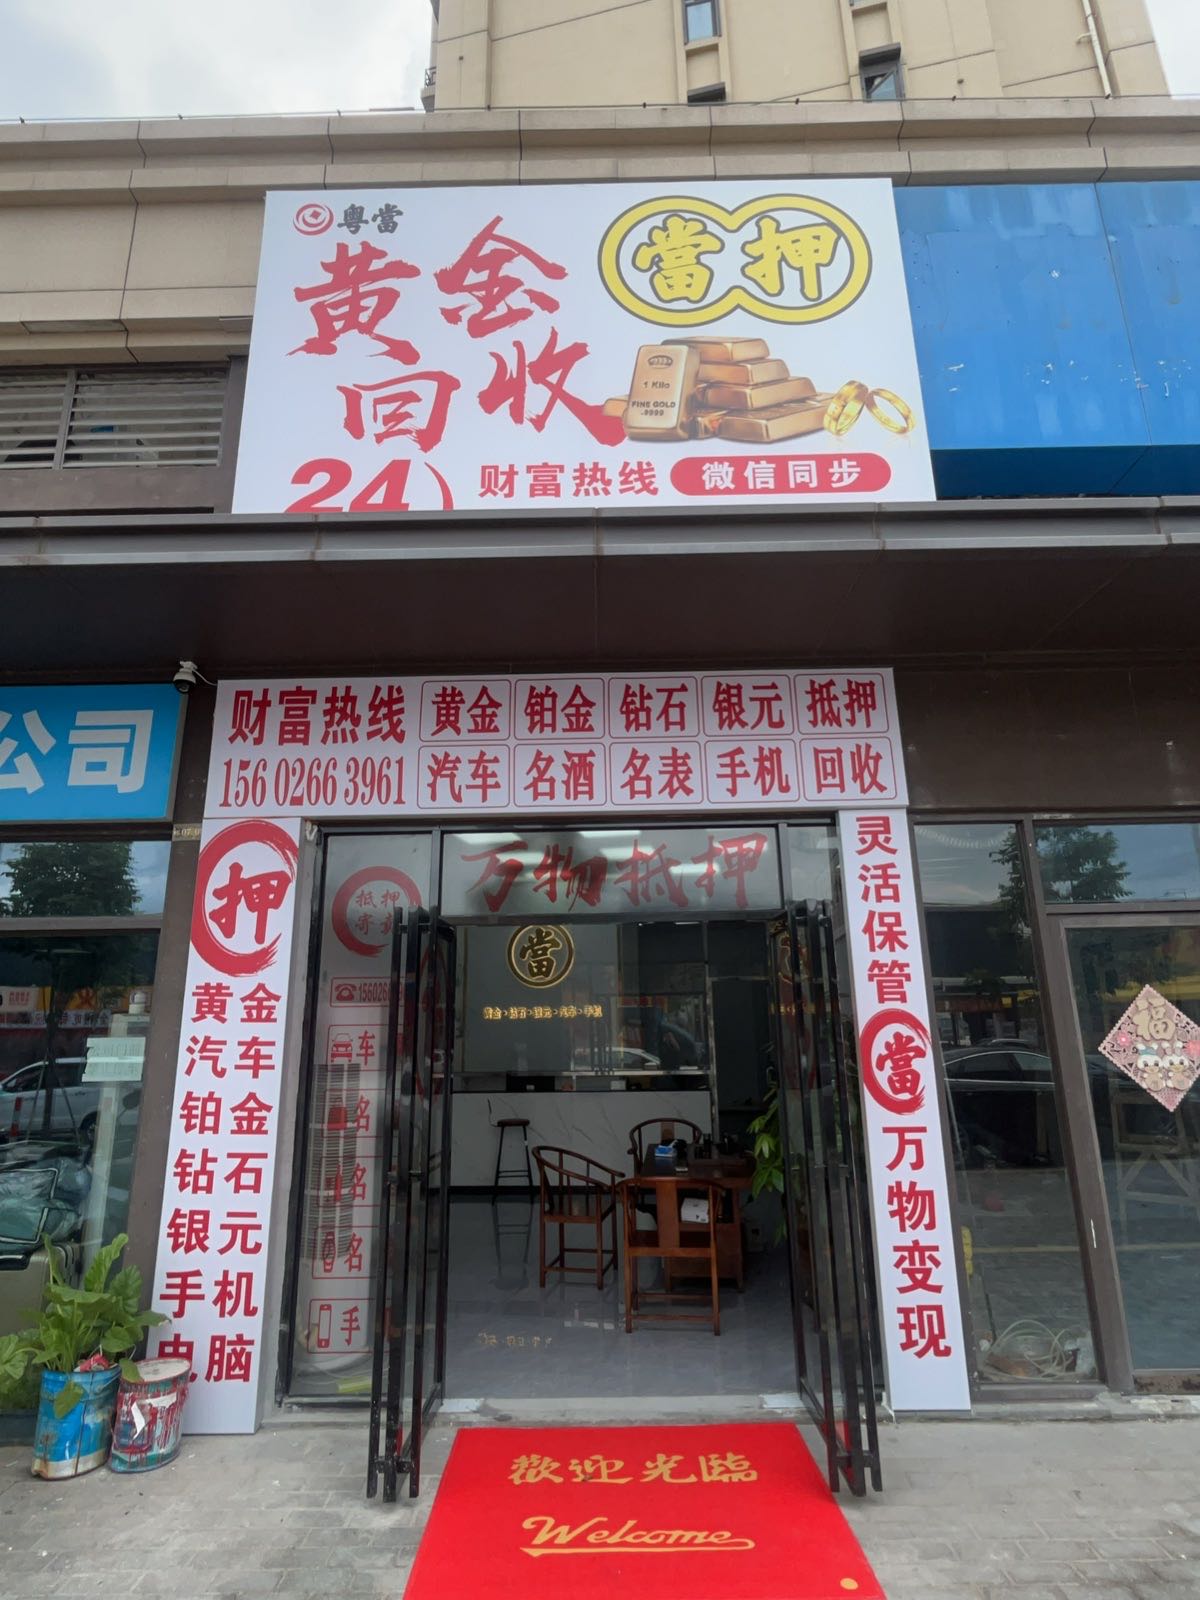 粤當
當押
黄金
回收
1 Kilo
FINE GOLD
财富热线 微信同步
公司
财富热线 黄金 铂金 钻石 银元 抵押
156 0266 3961 汽车 名酒 名表 手机 回收
押
黄金
汽车
铂金
钻石
银元
手机
电脑
万物抵押
抵押
當
车
名
名
名
手
灵活保管
當
万物变现
福
歡迎光臨
Welcome